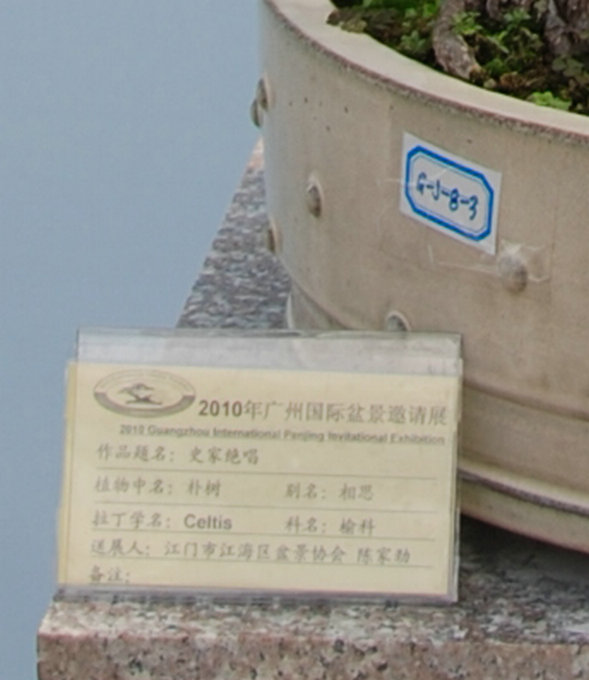 G-J-8-3
2010年广州国际盆景邀请展
2010 Guangzhou International Penjing Invitational Exhibition
作品题名：史家绝唱
植物中名：朴树 别名：相思
拉丁学名：Celtis 科名：榆科
送展人：江门市江海区盆景协会 陈家劲
备注：